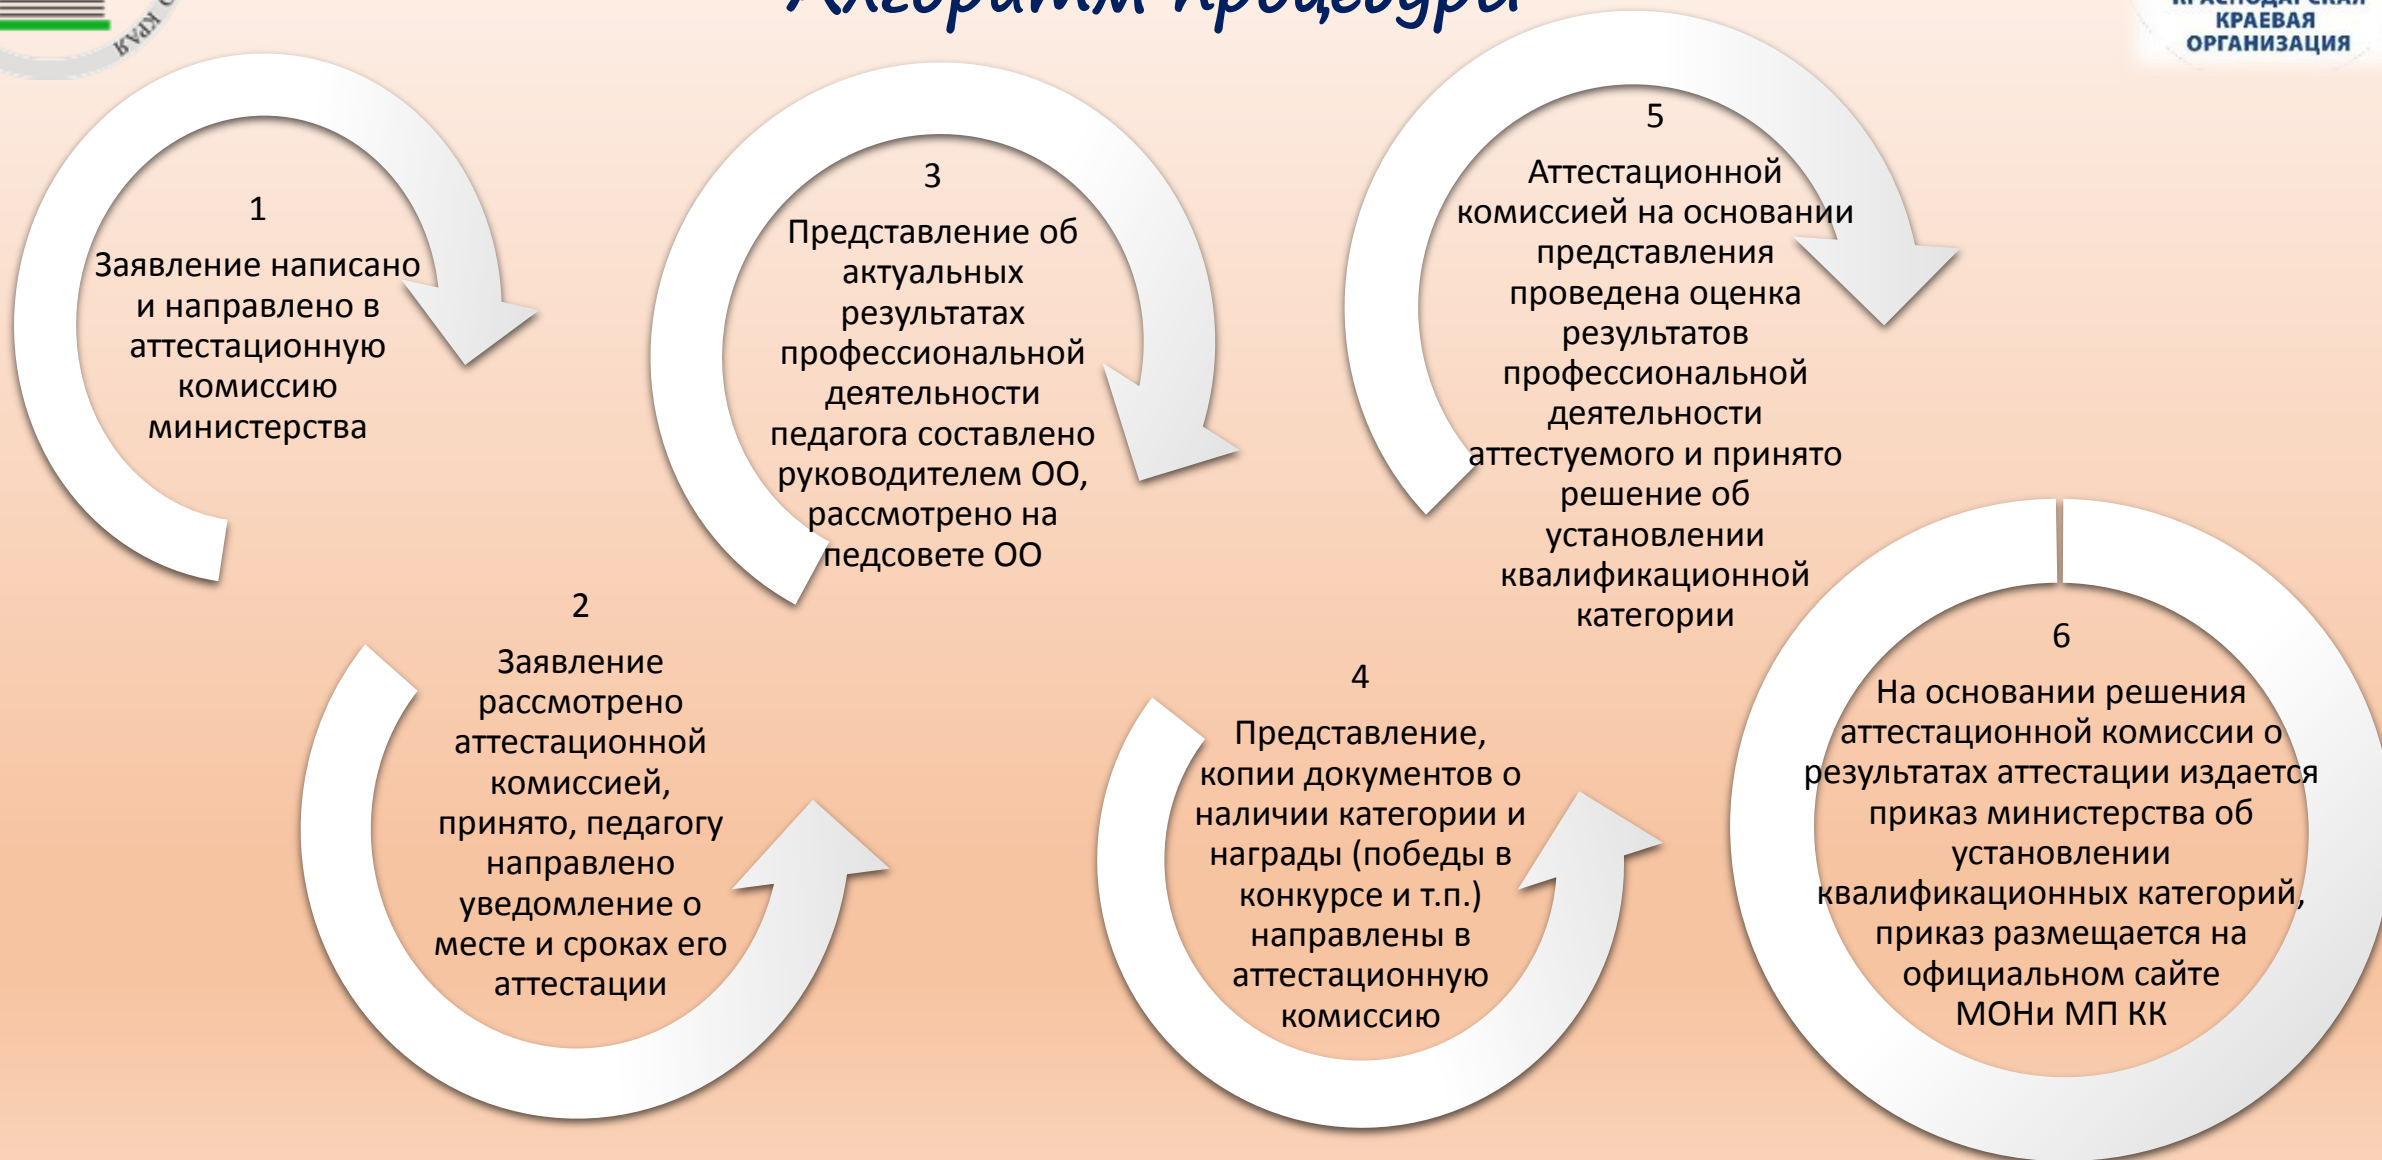 Алгоритм процедуры
КРАЯ
КРАСНОДАРСКАЯ
КРАЕВАЯ
ОРГАНИЗАЦИЯ
1
Заявление написано
и направлено в
аттестационную
комиссию
министерства
2
Заявление
рассмотрено
аттестационной
комиссией,
принято, педагогу
направлено
уведомление о
месте и сроках его
аттестации
3
Представление об
актуальных
результатах
профессиональной
деятельности
педагога составлено
руководителем ОО,
рассмотрено на
педсовете ОО
4
Представление,
копии документов о
наличии категории и
награды (победы в
конкурсе и т.п.)
направлены в
аттестационную
комиссию
5
Аттестационной
комиссией на основании
представления
проведена оценка
результатов
профессиональной
деятельности
аттестуемого и принято
решение об
установлении
квалификационной
категории
6
На основании решения
аттестационной комиссии о
результатах аттестации издается
приказ министерства об
установлении
квалификационных категорий,
приказ размещается на
официальном сайте
МОНи МП КК